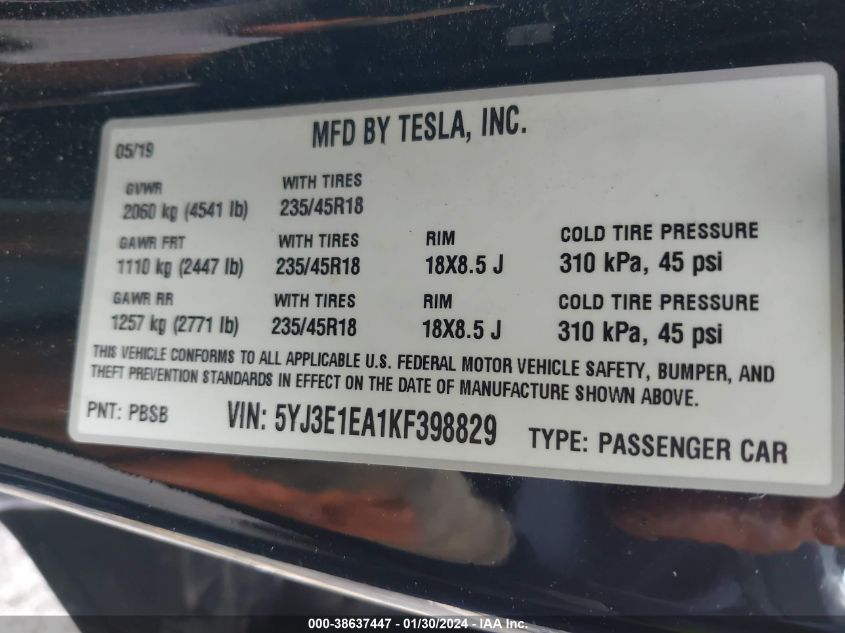 MFD BY TESLA, INC.
05/19
GVWR WITH TIRES
2060 kg (4541 lb) 235/45R18
GAWR FRT WITH TIRES RIM COLD TIRE PRESSURE
1110 kg (2447 lb) 235/45R18 18X8.5 J 310 kPa, 45 psi
GAWR RR WITH TIRES RIM COLD TIRE PRESSURE
1257 kg (2771 lb) 235/45R18 18X8.5 J 310 kPa, 45 psi
THIS VEHICLE CONFORMS TO ALL APPLICABLE U.S. FEDERAL MOTOR VEHICLE SAFETY, BUMPER, AND
THEFT PREVENTION STANDARDS IN EFFECT ON THE DATE OF MANUFACTURE SHOWN ABOVE.
PNT: PBSB VIN: 5YJ3E1EA1KF398829 TYPE: PASSENGER CAR
000-38637447 - 01/30/2024 - IAA Inc.